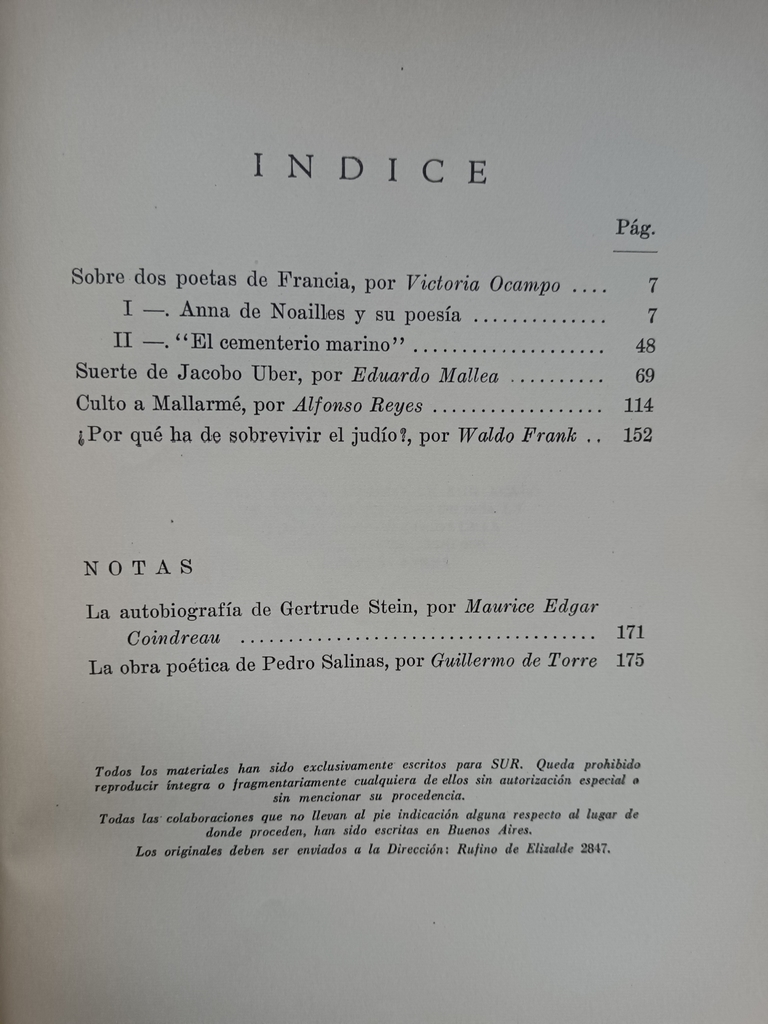 INDICE
Pág.
Sobre dos poetas de Francia, por Victoria Ocampo .... 7
I —. Anna de Noailles y su poesía .............. 7
II —. “El cementerio marino” .................... 48
Suerte de Jacobo Uber, por Eduardo Mallea .......... 69
Culto a Mallarmé, por Alfonso Reyes .................. 114
¿Por qué ha de sobrevivir el judío?, por Waldo Frank .. 152
NOTAS
La autobiografía de Gertrude Stein, por Maurice Edgar
Coindreau ..................................... 171
La obra poética de Pedro Salinas, por Guillermo de Torre 175
Todos los materiales han sido exclusivamente escritos para SUR. Queda prohibido
reproducir íntegra o fragmentariamente cualquiera de ellos sin autorización especial o
sin mencionar su procedencia.
Todas las colaboraciones que no llevan al pie indicación alguna respecto al lugar de
donde proceden, han sido escritas en Buenos Aires.
Los originales deben ser enviados a la Dirección: Rufino de Elizalde 2847.